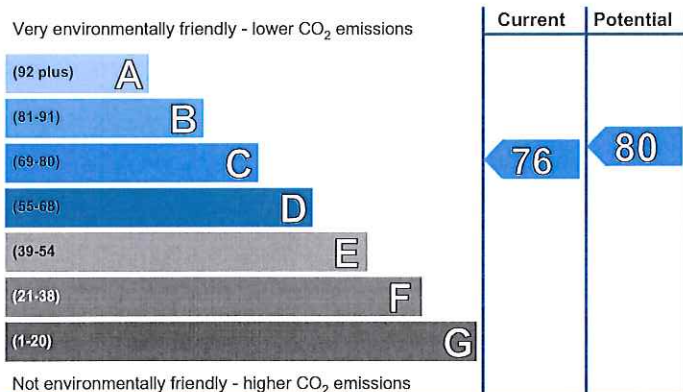 Very environmentally friendly - lower CO₂ emissions
Current Potential
(92 plus) A
(81-91) B
(69-80) C
(55-68) D
(39-54 E
(21-38) F
(1-20) G
76
80
Not environmentally friendly - higher CO₂ emissions